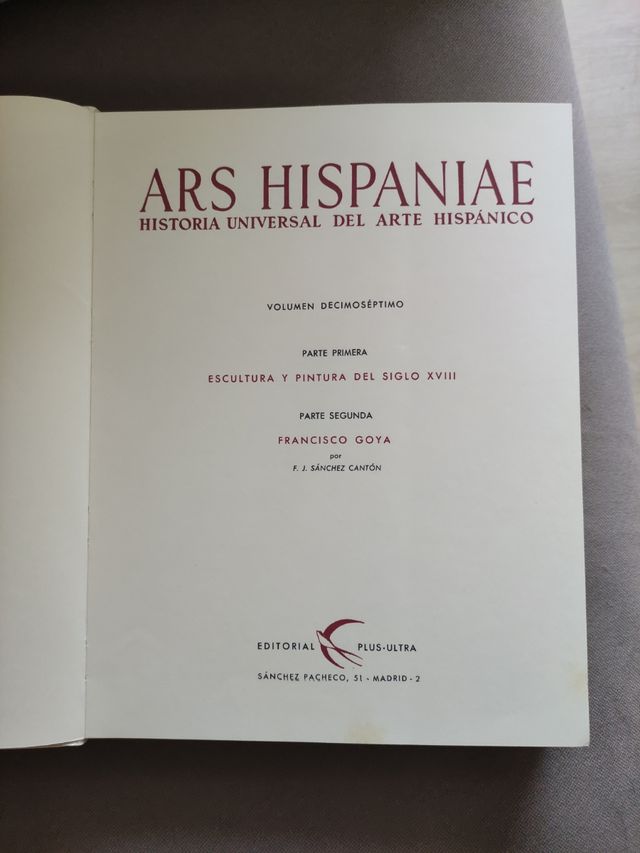 ARS HISPANIAE
HISTORIA UNIVERSAL DEL ARTE HISPÁNICO
VOLUMEN DECIMOSÉPTIMO
PARTE PRIMERA
ESCULTURA Y PINTURA DEL SIGLO XVIII
PARTE SEGUNDA
FRANCISCO GOYA
por
F. J. SÁNCHEZ CANTÓN
EDITORIAL PLUS-ULTRA
SÁNCHEZ PACHECO, 51 - MADRID - 2